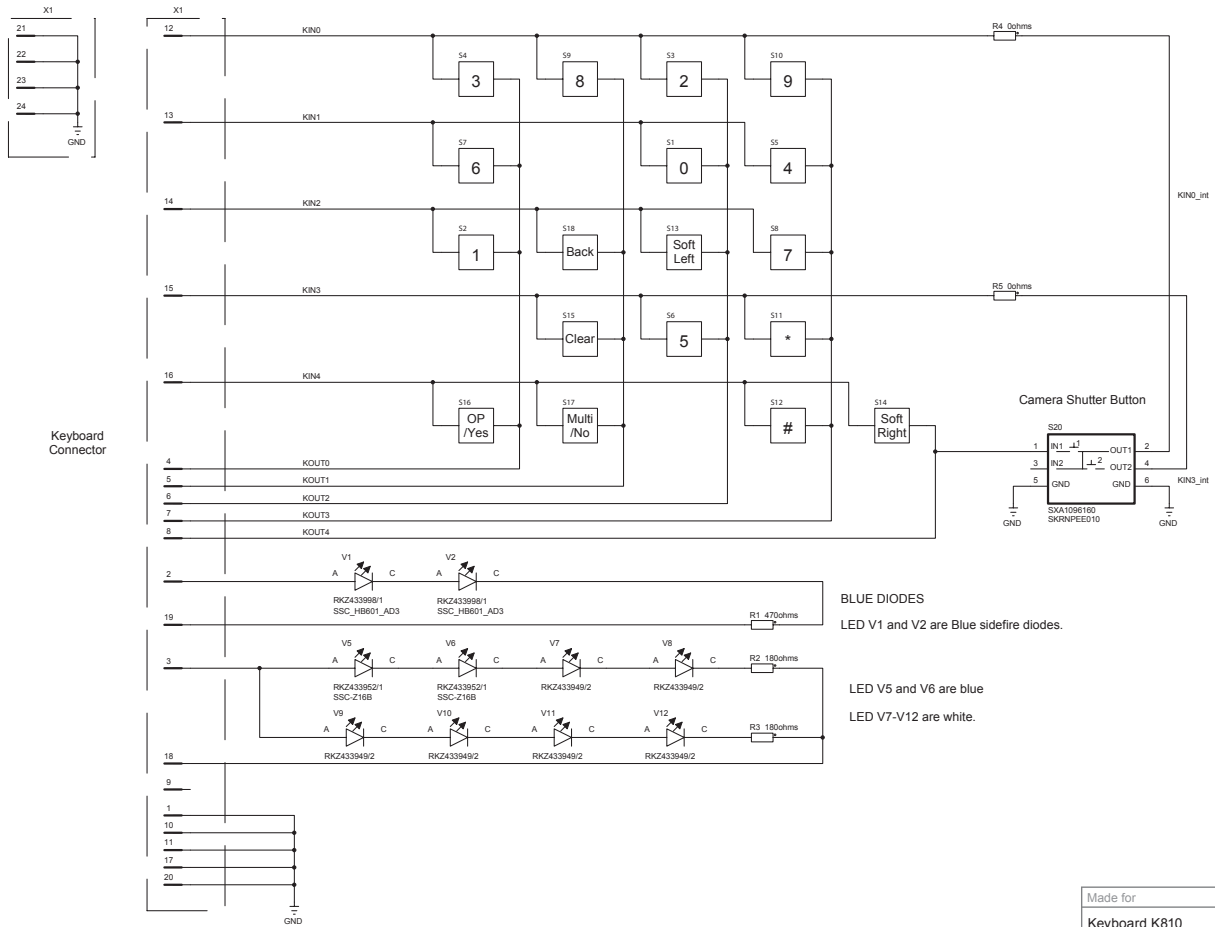 X1
21
22
23
24
GND
X1
12
KIN0
R4 0ohms
S4
3
S9
8
S3
2
S10
9
13
KIN1
S7
6
S1
0
S5
4
14
KIN2
KIN0_int
S2
1
S18
Back
S13
Soft
Left
S8
7
15
KIN3
R5 0ohms
S15
Clear
S6
5
S11
*
16
KIN4
S16
OP
/Yes
S17
Multi
/No
S12
#
S14
Soft
Right
Camera Shutter Button
S20
1 IN1 1 OUT1 2
3 IN2 2 OUT2 4
5 GND GND 6
KIN3_int
GND
SXA1096160
SKRNPEE010
GND
Keyboard
Connector
4 KOUT0
5 KOUT1
6 KOUT2
7 KOUT3
8 KOUT4
2
V1
A C
RKZ433998/1
SSC_HB601_AD3
V2
A C
RKZ433998/1
SSC_HB601_AD3
BLUE DIODES
19
R1 470ohms
LED V1 and V2 are Blue sidefire diodes.
3
V5
A C
RKZ433952/1
SSC-Z16B
V6
A C
RKZ433952/1
SSC-Z16B
V7
A C
RKZ433949/2
V8
A C
RKZ433949/2
R2 180ohms
LED V5 and V6 are blue
LED V7-V12 are white.
V9
A C
RKZ433949/2
V10
A C
RKZ433949/2
V11
A C
RKZ433949/2
V12
A C
RKZ433949/2
R3 180ohms
18
9
1
10
11
17
20
GND
Made for
Keyboard K810